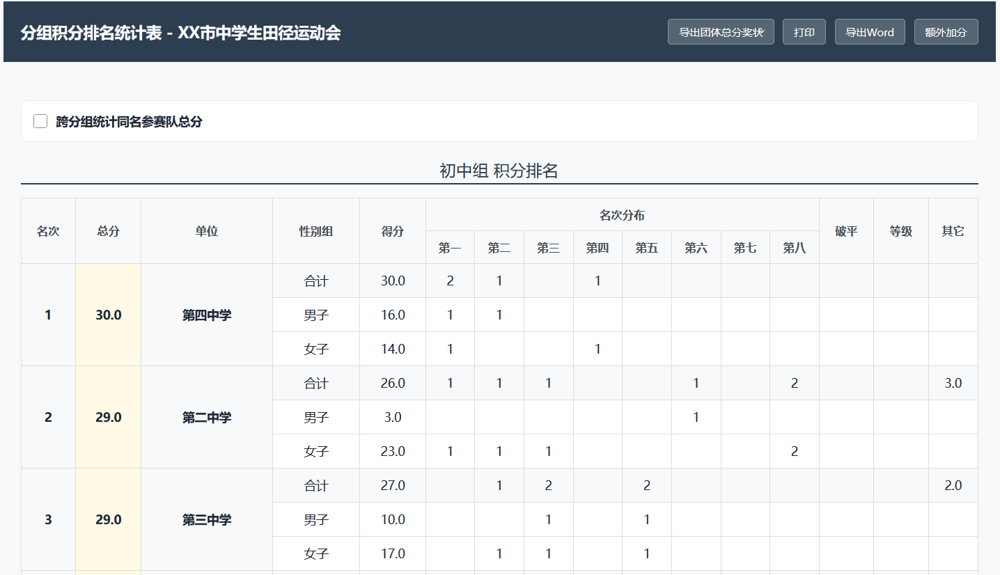 分组积分排名统计表 - XX市中学生田径运动会
导出团体总分奖状 打印 导出Word 额外加分
跨分组统计同名参赛队总分
初中组 积分排名
名次 总分 单位 性别组 得分 名次分布 破平 等级 其它
第一 第二 第三 第四 第五 第六 第七 第八
合计 30.0 2 1 1
1 30.0 第四中学 男子 16.0 1 1
女子 14.0 1 1
合计 26.0 1 1 1 1 2 3.0
2 29.0 第二中学 男子 3.0 1
女子 23.0 1 1 1 2
合计 27.0 1 2 2 2.0
3 29.0 第三中学 男子 10.0 1 1
女子 17.0 1 1 1